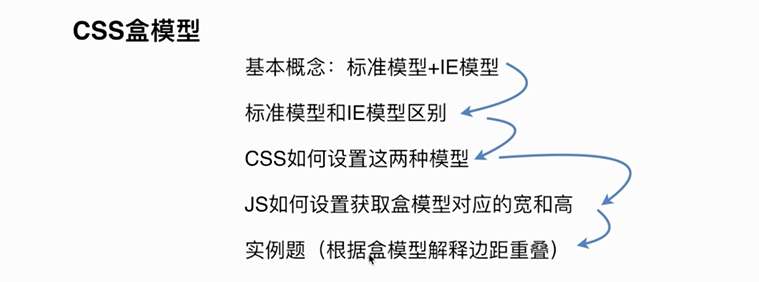 CSS盒模型
基本概念：标准模型+IE模型
标准模型和IE模型区别
CSS如何设置这两种模型
JS如何设置获取盒模型对应的宽和高
实例题（根据盒模型解释边距重叠）